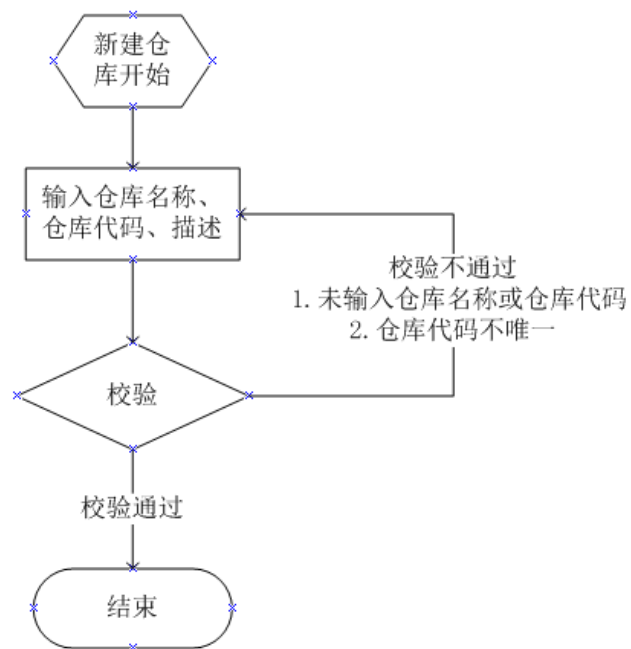 新建仓
库开始
输入仓库名称、
仓库代码、描述
校验不通过
1.未输入仓库名称或仓库代码
2.仓库代码不唯一
校验
校验通过
结束